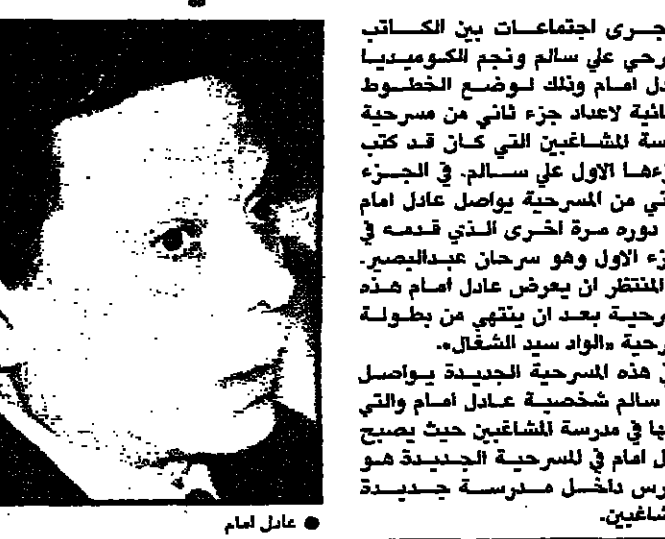 جرى اجتماعات بين الكاتب
رحي علي سالم ونجم الكوميديا
دل امام وذلك لوضع الخطوط
ائية لاعداد جزء ثاني من مسرحية
سة المشاغبين التي كان قد كتب
زءها الاول علي سالم. في الجزء
ني من المسرحية يواصل عادل امام
دوره مرة اخرى الذي قدمه في
زء الاول وهو سرحان عبدالبصير.
المنتظر ان يعرض عادل امام هذه
رحية بعد ان ينتهي من بطولة
رحية «الواد سيد الشغال».
هذه المسرحية الجديدة يواصل
سالم شخصية عادل امام والتي
ها في مدرسة المشاغبين حيث يصبح
ل امام في المسرحية الجديدة هو
رس داخل مدرسة جديدة
شاغبين.
● عادل امام